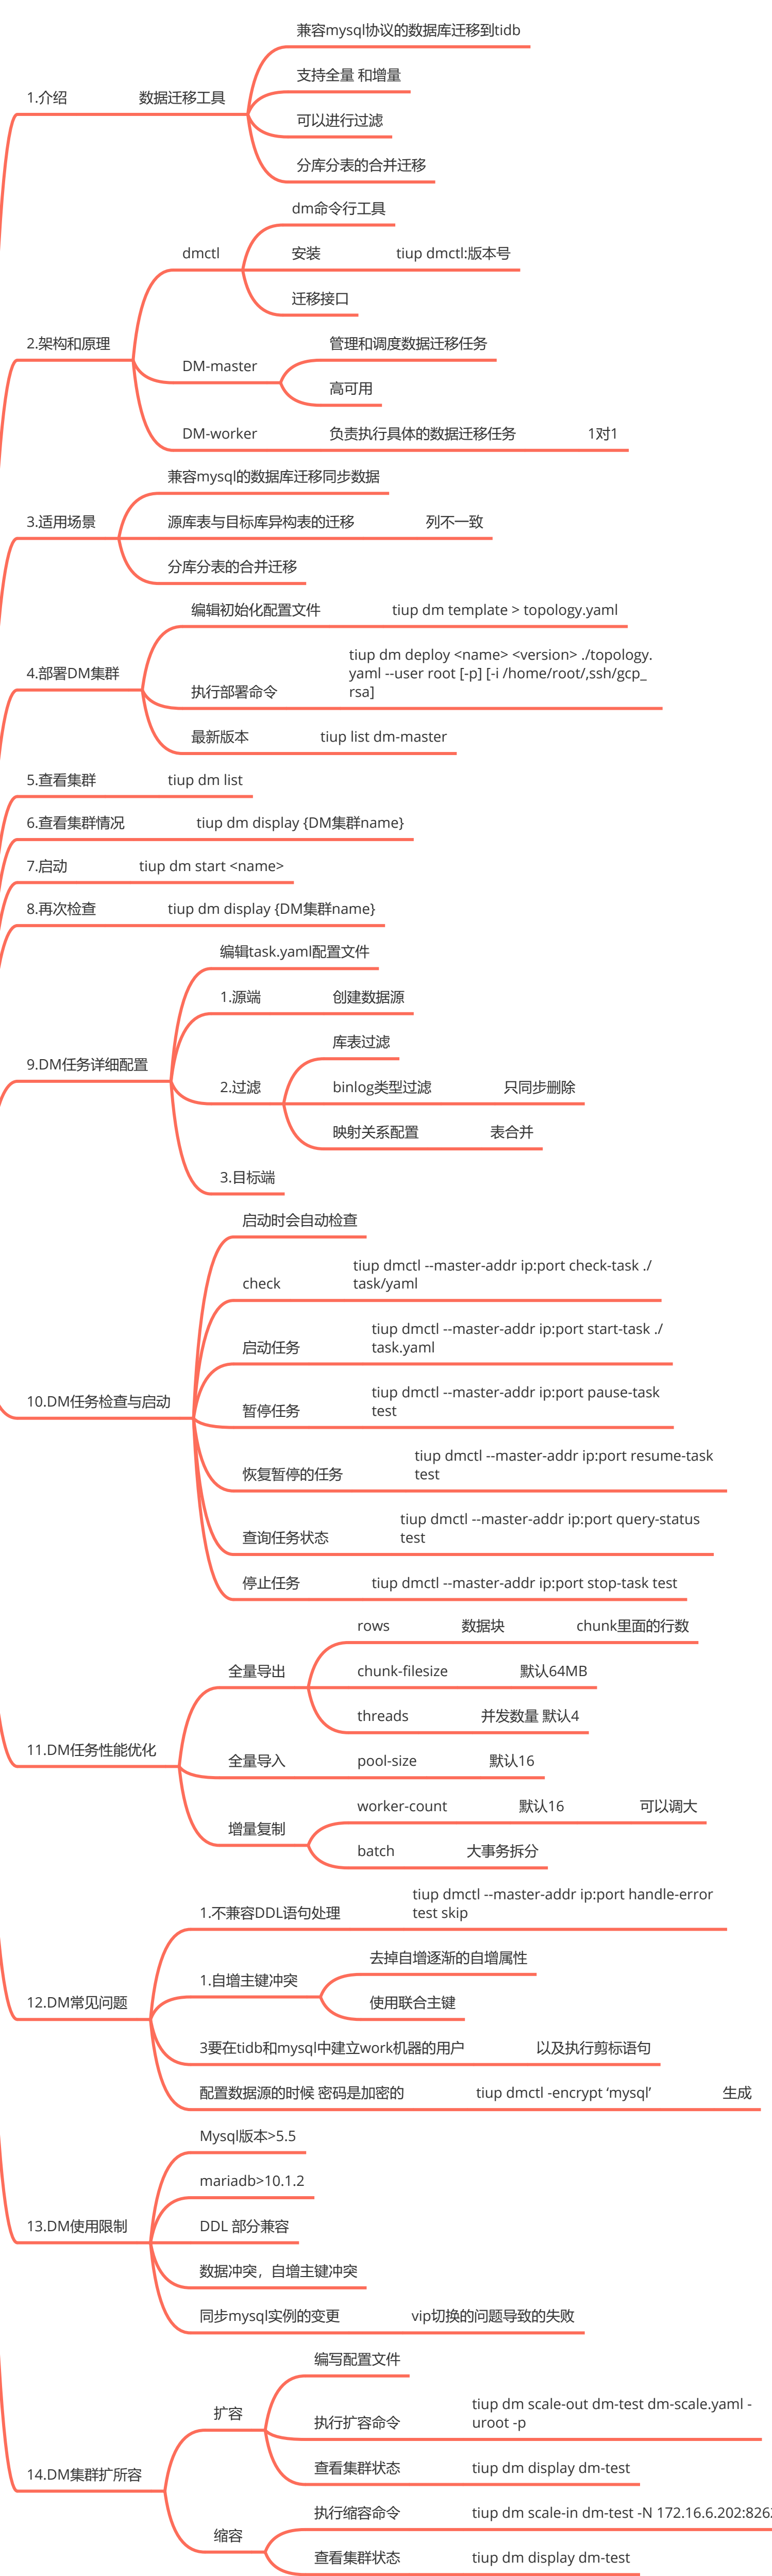 1.介绍
数据迁移工具
兼容mysql协议的数据库迁移到tidb
支持全量 和增量
可以进行过滤
分库分表的合并迁移
2.架构和原理
dmctl
dm命令行工具
安装
tiup dmctl:版本号
迁移接口
DM-master
管理和调度数据迁移任务
高可用
DM-worker
负责执行具体的数据迁移任务
1对1
3.适用场景
兼容mysql的数据库迁移同步数据
源库表与目标库异构表的迁移
列不一致
分库分表的合并迁移
4.部署DM集群
编辑初始化配置文件
tiup dm template > topology.yaml
执行部署命令
tiup dm deploy <name> <version> ./topology.
yaml --user root [-p] [-i /home/root/,ssh/gcp_
rsa]
最新版本
tiup list dm-master
5.查看集群
tiup dm list
6.查看集群情况
tiup dm display {DM集群name}
7.启动
tiup dm start <name>
8.再次检查
tiup dm display {DM集群name}
9.DM任务详细配置
编辑task.yaml配置文件
1.源端
创建数据源
2.过滤
库表过滤
binlog类型过滤
只同步删除
映射关系配置
表合并
3.目标端
10.DM任务检查与启动
启动时会自动检查
check
tiup dmctl --master-addr ip:port check-task ./
task/yaml
启动任务
tiup dmctl --master-addr ip:port start-task ./
task.yaml
暂停任务
tiup dmctl --master-addr ip:port pause-task
test
恢复暂停的任务
tiup dmctl --master-addr ip:port resume-task
test
查询任务状态
tiup dmctl --master-addr ip:port query-status
test
停止任务
tiup dmctl --master-addr ip:port stop-task test
11.DM任务性能优化
全量导出
rows
数据块
chunk里面的行数
chunk-filesize
默认64MB
threads
并发数量 默认4
全量导入
pool-size
默认16
增量复制
worker-count
默认16
可以调大
batch
大事务拆分
12.DM常见问题
1.不兼容DDL语句处理
tiup dmctl --master-addr ip:port handle-error
test skip
1.自增主键冲突
去掉自增逐渐的自增属性
使用联合主键
3要在tidb和mysql中建立work机器的用户
以及执行剪标语句
配置数据源的时候 密码是加密的
tiup dmctl -encrypt ‘mysql’
生成
13.DM使用限制
Mysql版本>5.5
mariadb>10.1.2
DDL 部分兼容
数据冲突，自增主键冲突
同步mysql实例的变更
vip切换的问题导致的失败
14.DM集群扩所容
扩容
编写配置文件
执行扩容命令
tiup dm scale-out dm-test dm-scale.yaml -
uroot -p
查看集群状态
tiup dm display dm-test
缩容
执行缩容命令
tiup dm scale-in dm-test -N 172.16.6.202:8262
查看集群状态
tiup dm display dm-test